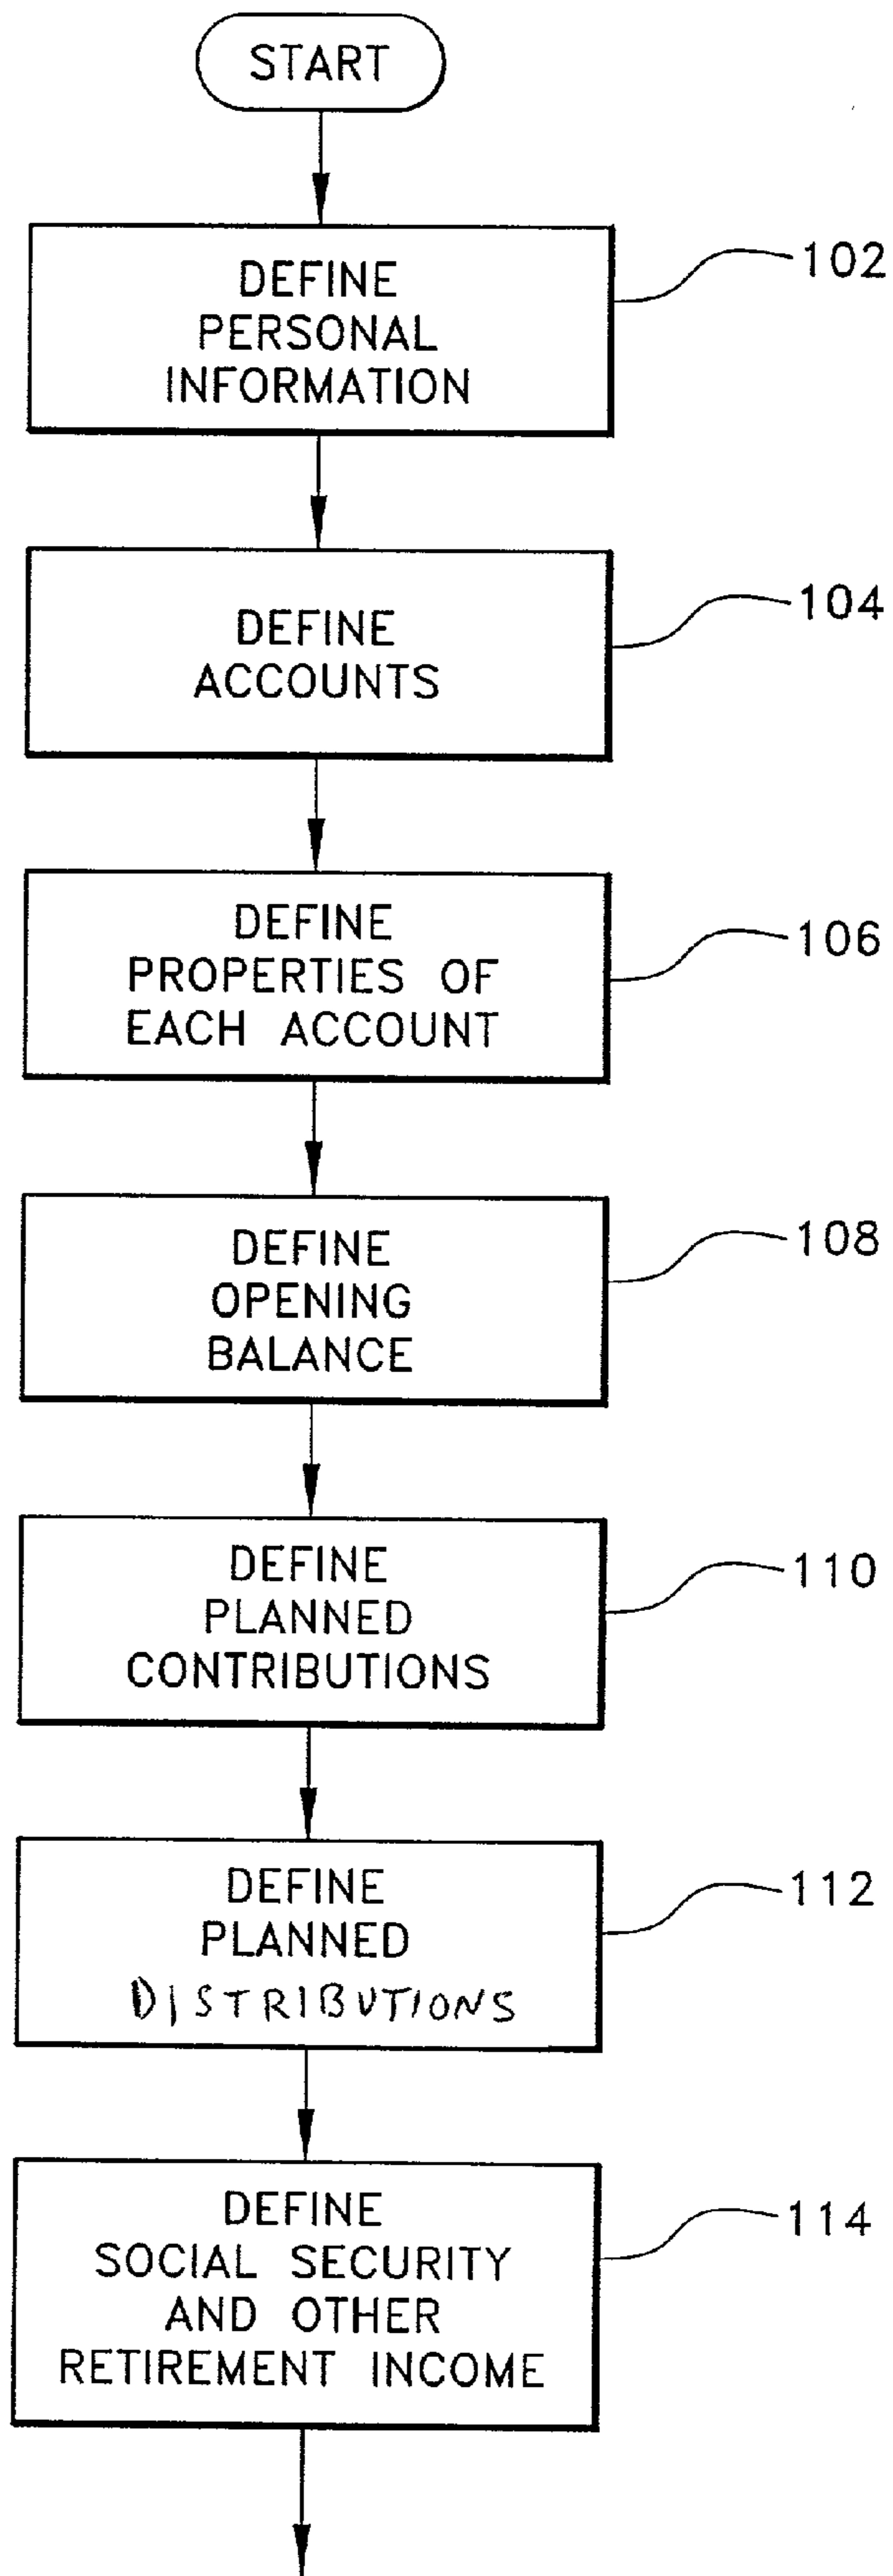 START
DEFINE
PERSONAL
INFORMATION
102
DEFINE
ACCOUNTS
104
DEFINE
PROPERTIES OF
EACH ACCOUNT
106
DEFINE
OPENING
BALANCE
108
DEFINE
PLANNED
CONTRIBUTIONS
110
DEFINE
PLANNED
DISTRIBUTIONS
112
DEFINE
SOCIAL SECURITY
AND OTHER
RETIREMENT INCOME
114